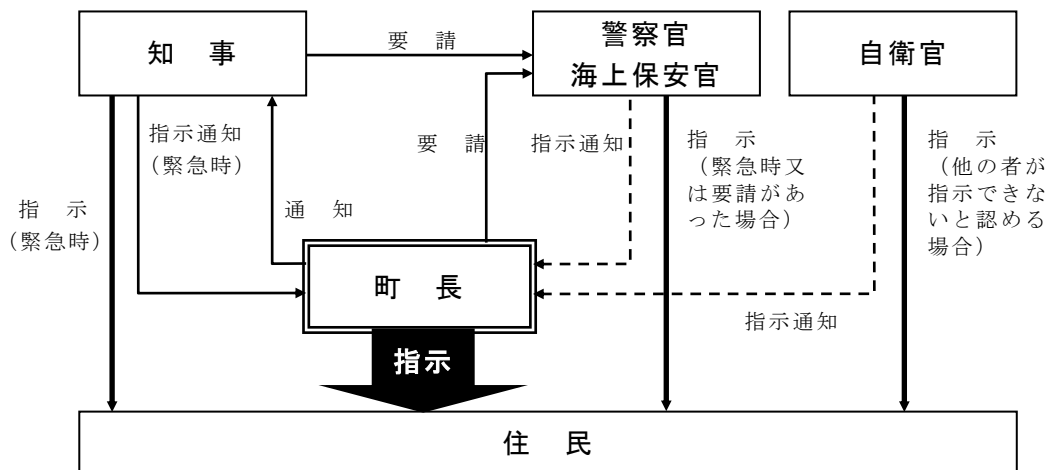 知　事
要　請
警察官
海上保安官
自衛官
指示通知
（緊急時）
要　請
指示通知
指　示
（緊急時又
は要請があ
った場合）
指　示
（他の者が
指示できな
いと認める
場合）
指　示
（緊急時）
通　知
町　長
指示通知
指示
住　民